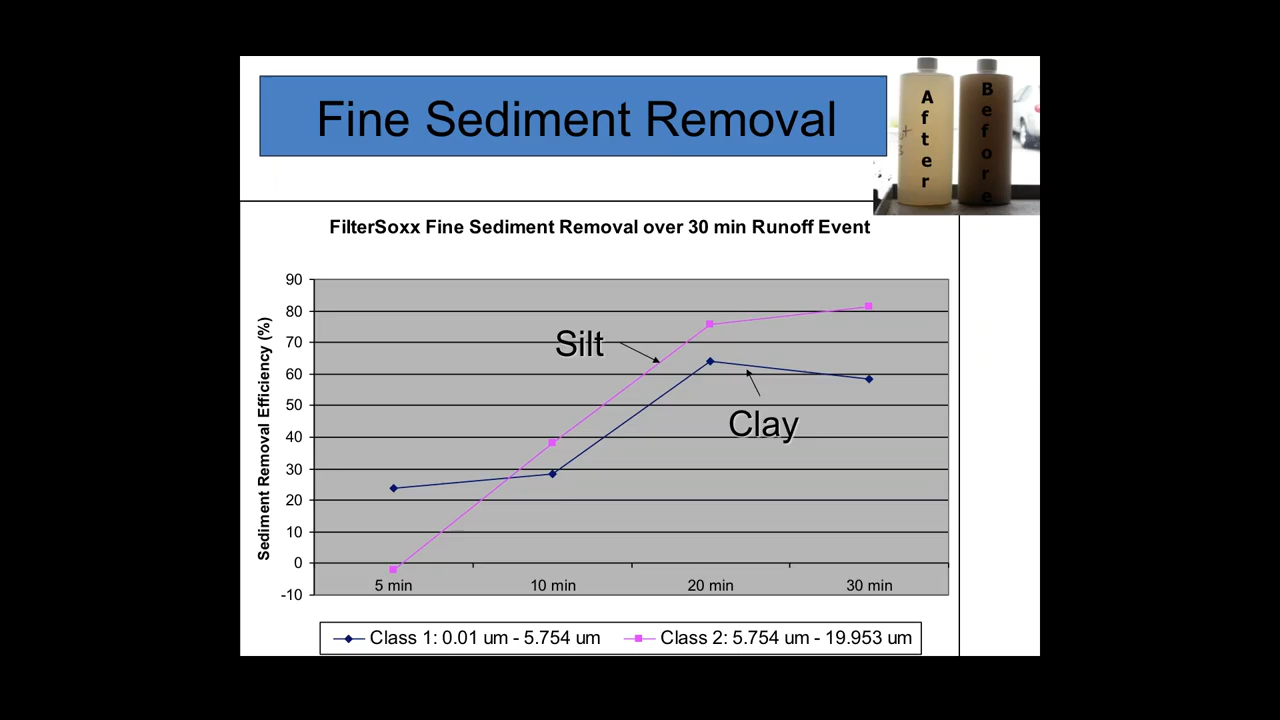 Fine Sediment Removal
After
Before
FilterSoxx Fine Sediment Removal over 30 min Runoff Event
Sediment Removal Efficiency (%)
90
80
70
60
50
40
30
20
10
0
-10
Silt
Clay
5 min 10 min 20 min 30 min
Class 1: 0.01 um - 5.754 um Class 2: 5.754 um - 19.953 um